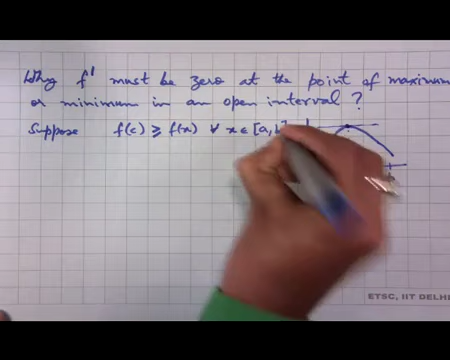 Why f' must be zero at the point of maximum
or minimum in an open interval ?
Suppose f(c) ≥ f(x) ∀ x ∈ [a,b]
ETSC, IIT DELHI